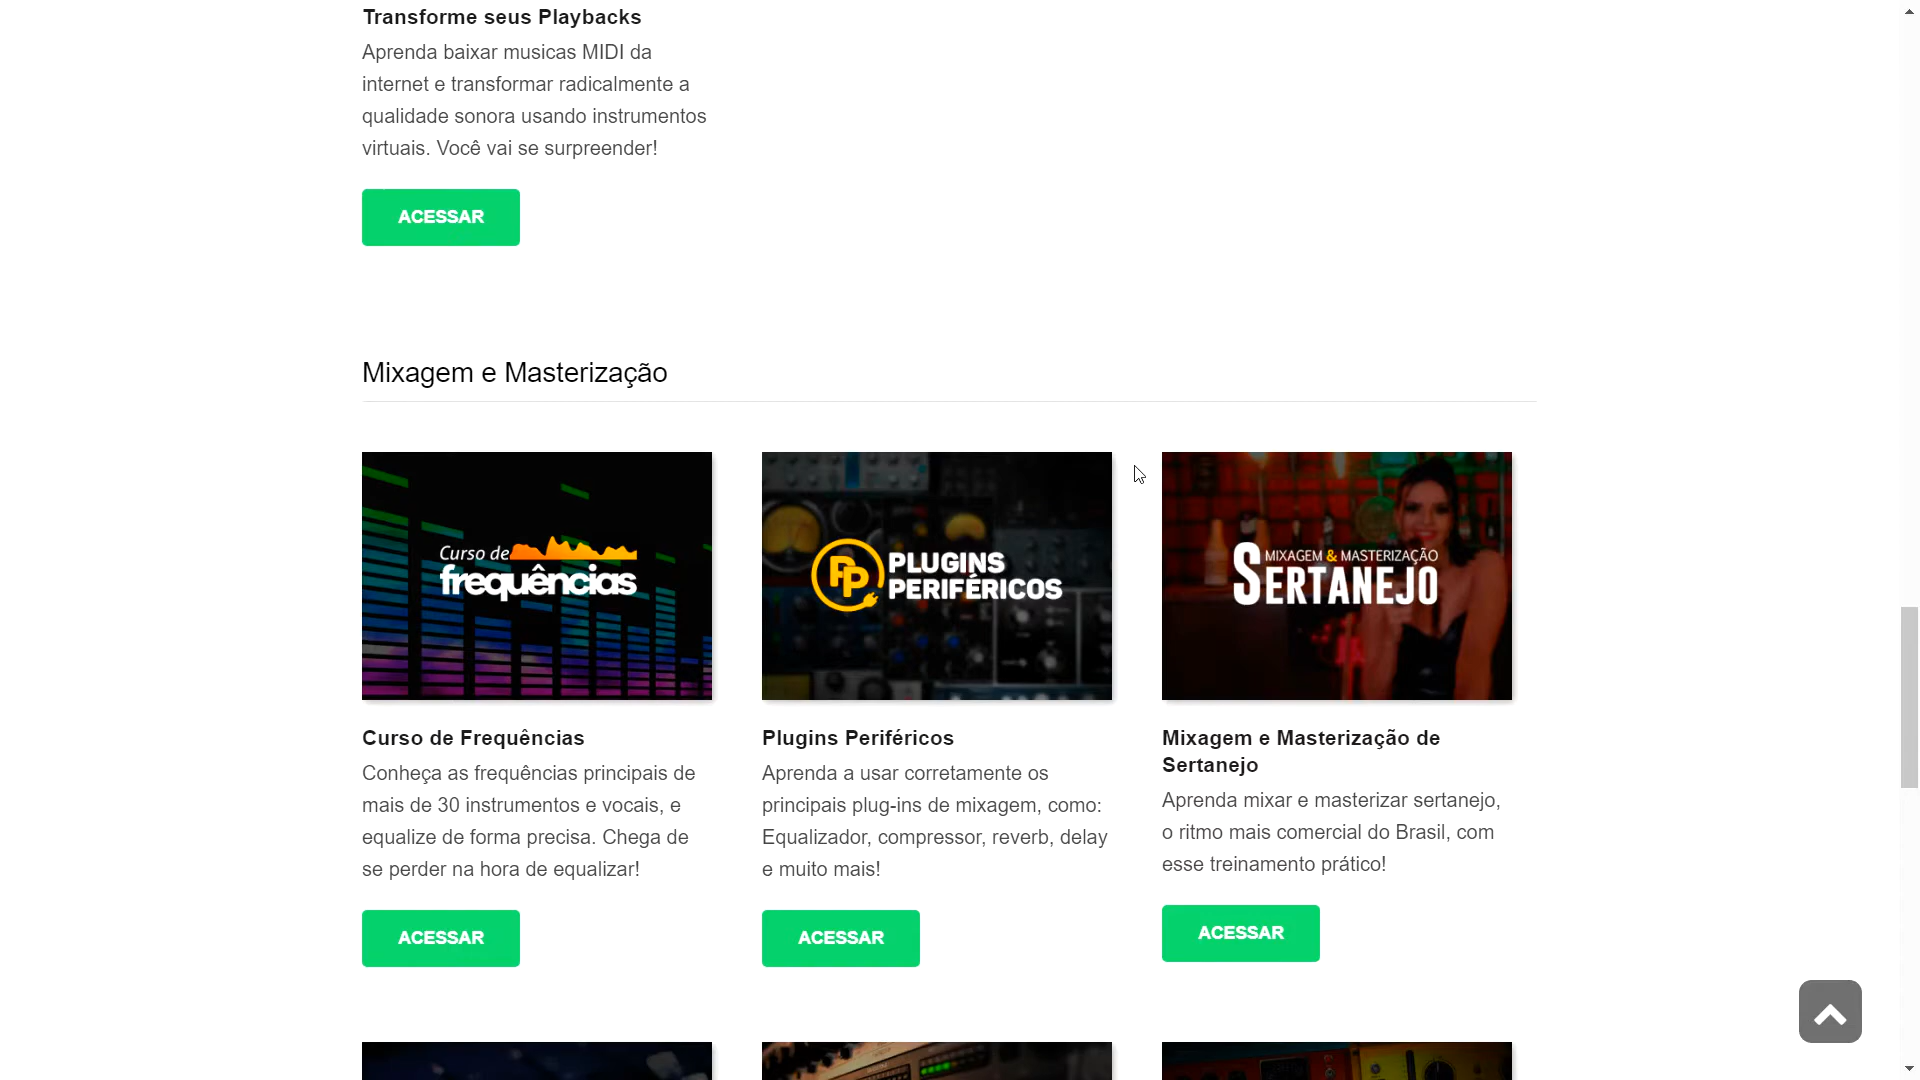 Transforme seus Playbacks
Aprenda baixar musicas MIDI da
internet e transformar radicalmente a
qualidade sonora usando instrumentos
virtuais. Você vai se surpreender!
ACESSAR
Mixagem e Masterização
Curso de
frequências
PP PLUGINS
PERIFÉRICOS
MIXAGEM & MASTERIZAÇÃO
SERTANEJO
Curso de Frequências
Conheça as frequências principais de
mais de 30 instrumentos e vocais, e
equalize de forma precisa. Chega de
se perder na hora de equalizar!
ACESSAR
Plugins Periféricos
Aprenda a usar corretamente os
principais plug-ins de mixagem, como:
Equalizador, compressor, reverb, delay
e muito mais!
ACESSAR
Mixagem e Masterização de
Sertanejo
Aprenda mixar e masterizar sertanejo,
o ritmo mais comercial do Brasil, com
esse treinamento prático!
ACESSAR